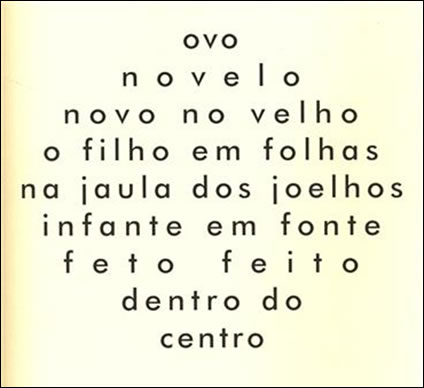 ovo
novelo
novo no velho
o filho em folhas
na jaula dos joelhos
infante em fonte
feto feito
dentro do
centro